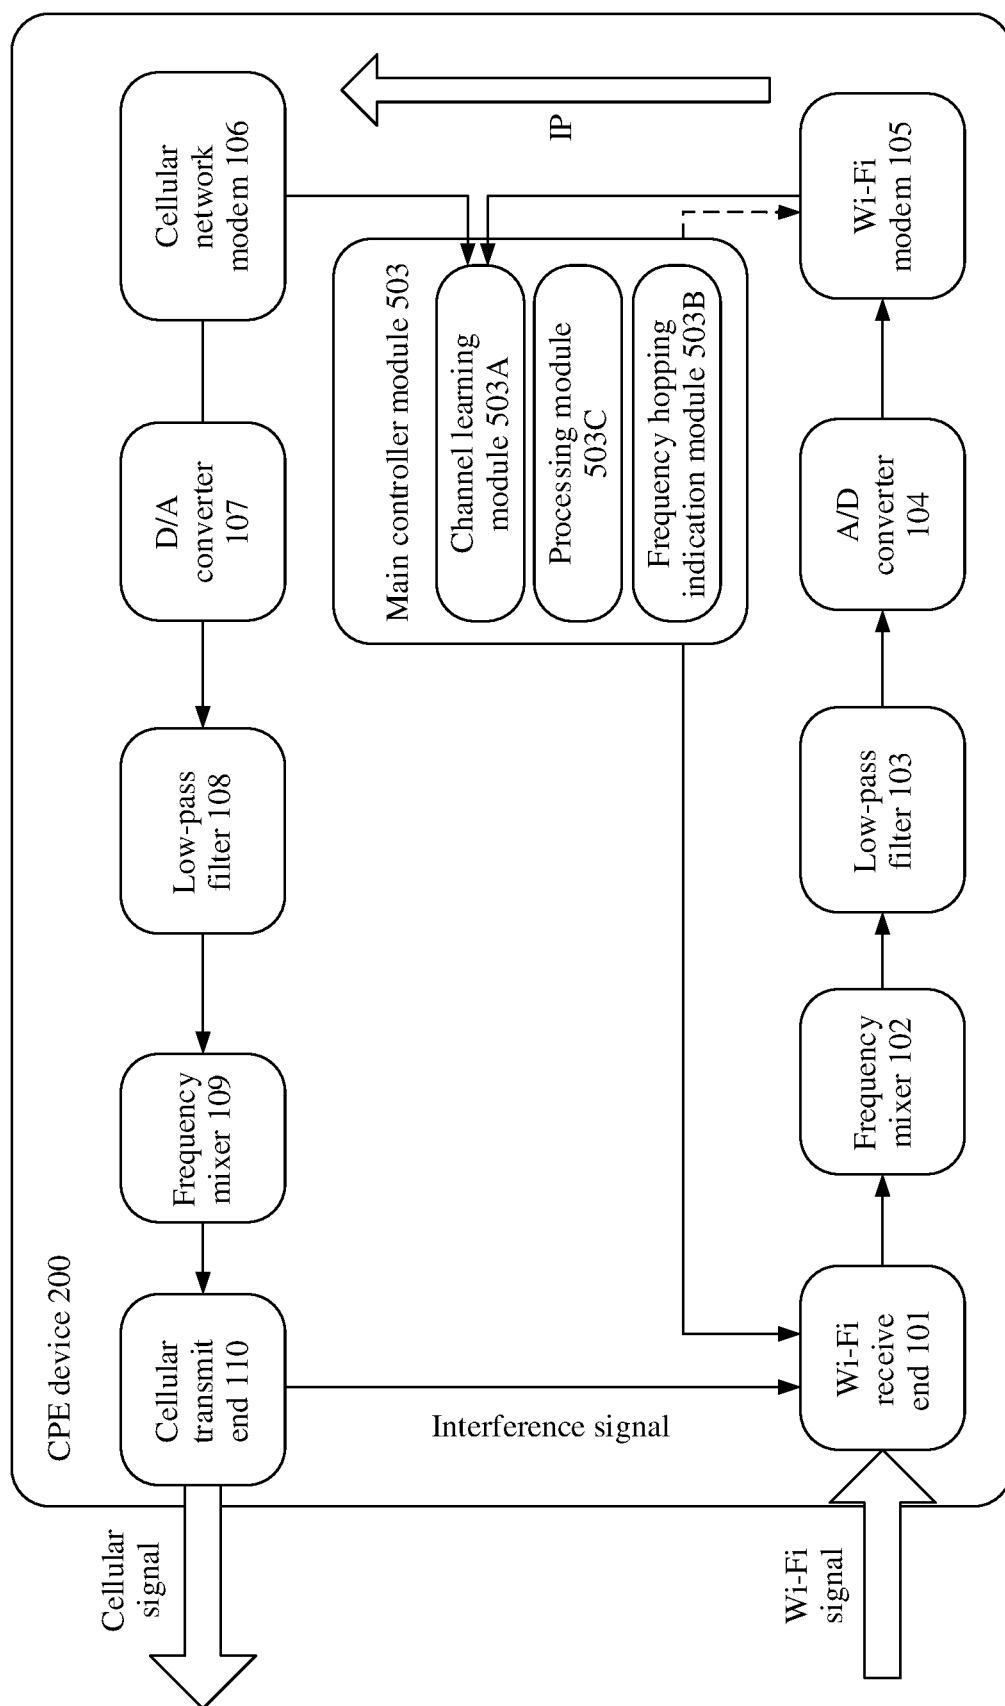 CPE device 200
Cellular
signal
Cellular
transmit
end 110
Frequency
mixer 109
Low-pass
filter 108
D/A
converter
107
Cellular
network
modem 106
Main controller module 503
Channel learning
module 503A
Processing module
503C
Frequency hopping
indication module 503B
IP
Interference signal
Wi-Fi
signal
Wi-Fi
receive
end 101
Frequency
mixer 102
Low-pass
filter 103
A/D
converter
104
Wi-Fi
modem 105